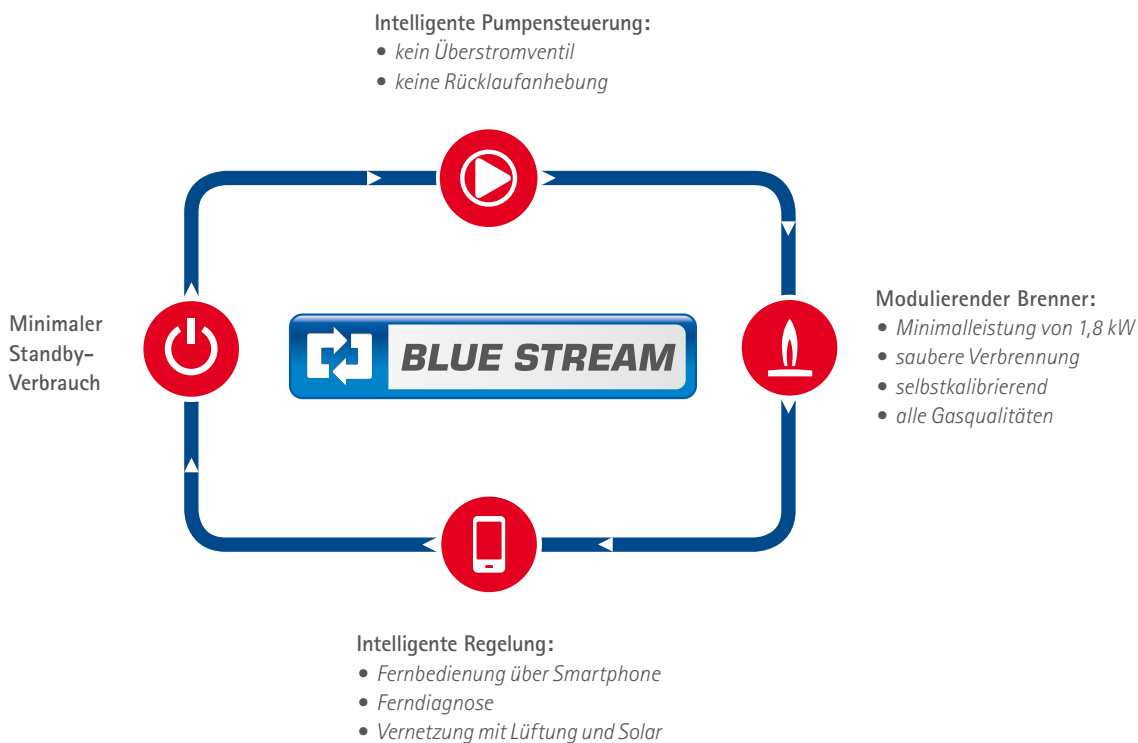 Intelligente Pumpensteuerung:
• kein Überstromventil
• keine Rücklaufanhebung
Minimaler
Standby-
Verbrauch
BLUE STREAM
Modulierender Brenner:
• Minimalleistung von 1,8 kW
• saubere Verbrennung
• selbstkalibrierend
• alle Gasqualitäten
Intelligente Regelung:
• Fernbedienung über Smartphone
• Ferndiagnose
• Vernetzung mit Lüftung und Solar